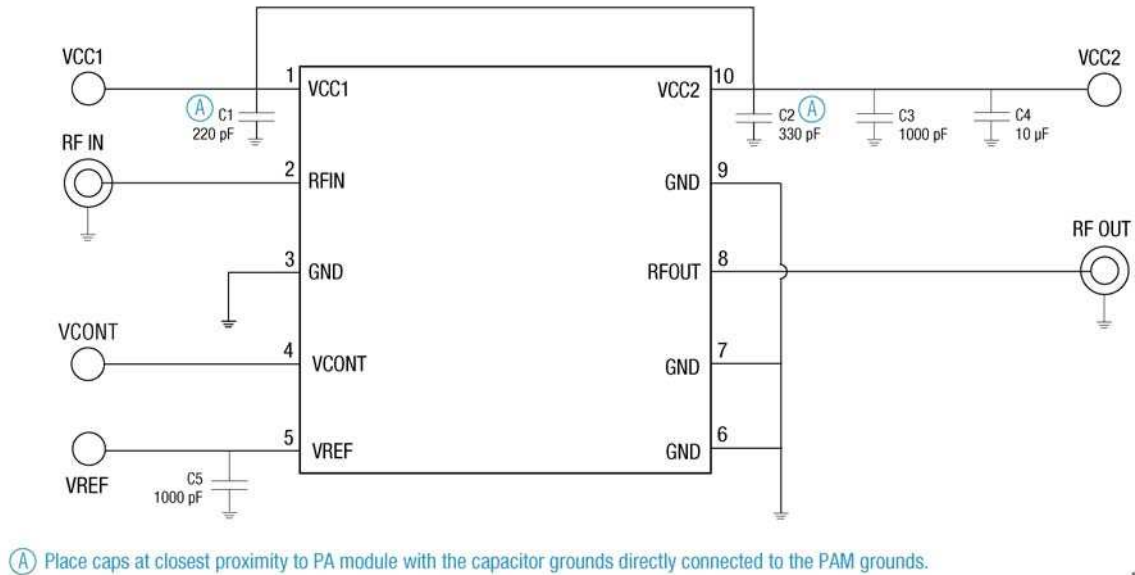 VCC1
1
VCC1
A
C1
220 pF
RF IN
2
RFIN
3
GND
VCONT
4
VCONT
5
VREF
VREF
C5
1000 pF
10
VCC2
VCC2
C2
A
330 pF
C3
1000 pF
C4
10 µF
9
GND
RF OUT
8
RFOUT
7
GND
6
GND
A Place caps at closest proximity to PA module with the capacitor grounds directly connected to the PAM grounds.